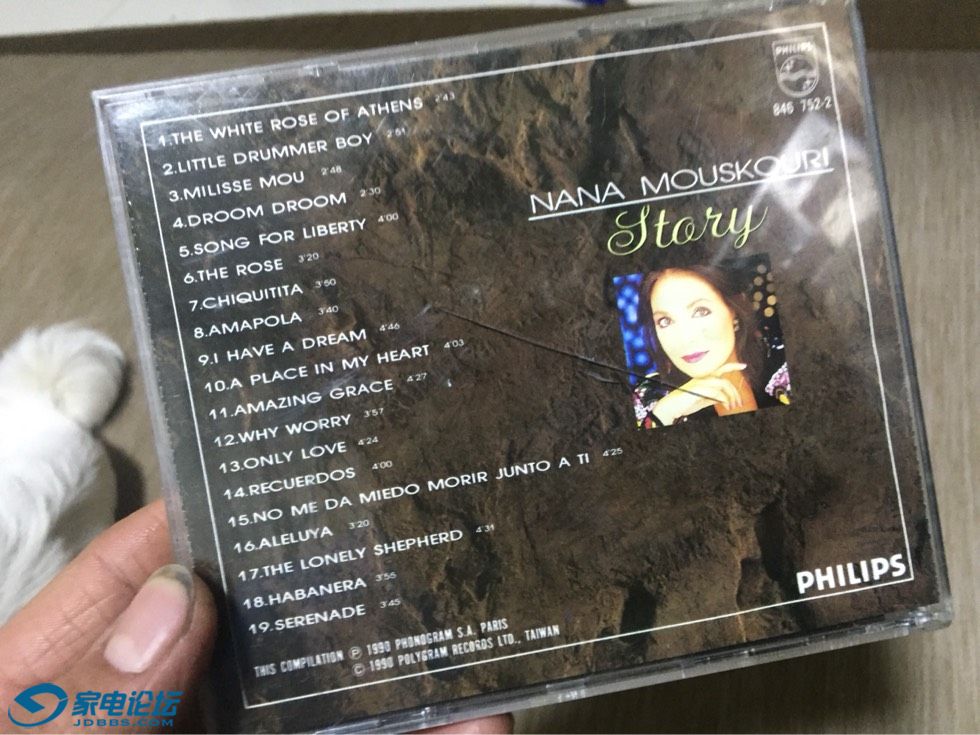 1.THE WHITE ROSE OF ATHENS 2'43
2.LITTLE DRUMMER BOY 2'51
3.MILISSE MOU 2'48
4.DROOM DROOM 2'30
5.SONG FOR LIBERTY 4'00
6.THE ROSE 3'20
7.CHIQUITITA 3'50
8.AMAPOLA 3'40
9.I HAVE A DREAM 4'46
10.A PLACE IN MY HEART 4'03
11.AMAZING GRACE 4'27
12.WHY WORRY 3'57
13.ONLY LOVE 4'24
14.RECUERDOS 4'00
15.NO ME DA MIEDO MORIR JUNTO A TI 4'25
16.ALELUYA 3'20
17.THE LONELY SHEPHERD 4'31
18.HABANERA 3'55
19.SERENADE 3'45
PHILIPS
846 752-2
NANA MOUSKOURI
Story
PHILIPS
THIS COMPILATION Ⓟ 1990 PHONOGRAM S.A. PARIS
© 1990 POLYGRAM RECORDS LTD., TAIWAN
家电论坛
JDBBS.COM